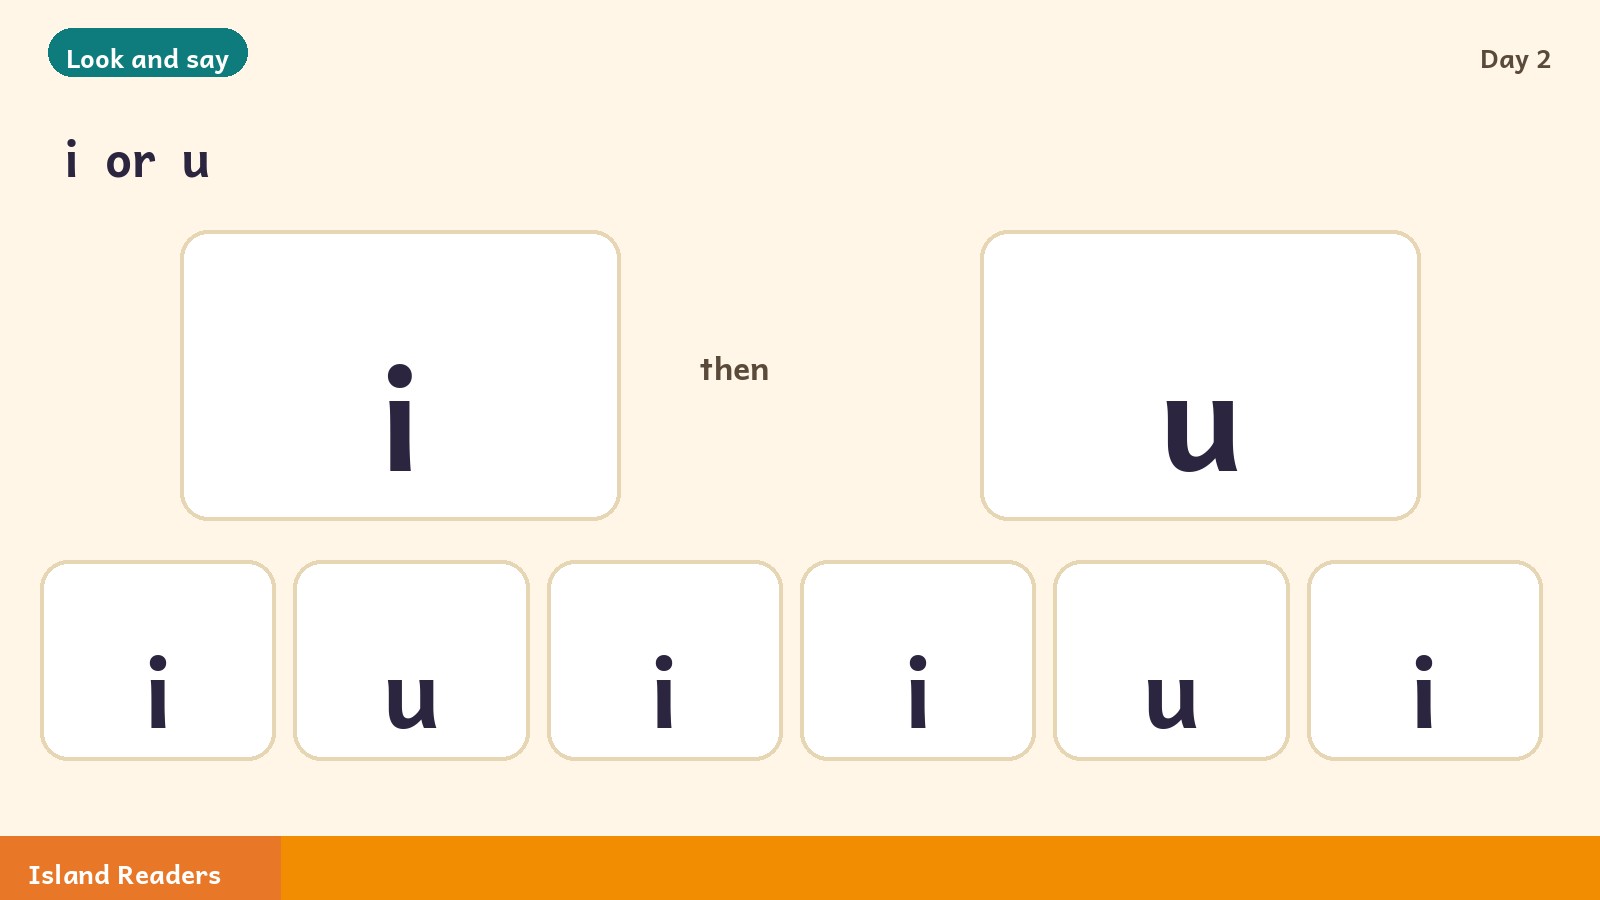 Look and say
Day 2
i or u
i then u
i u i i u i
Island Readers